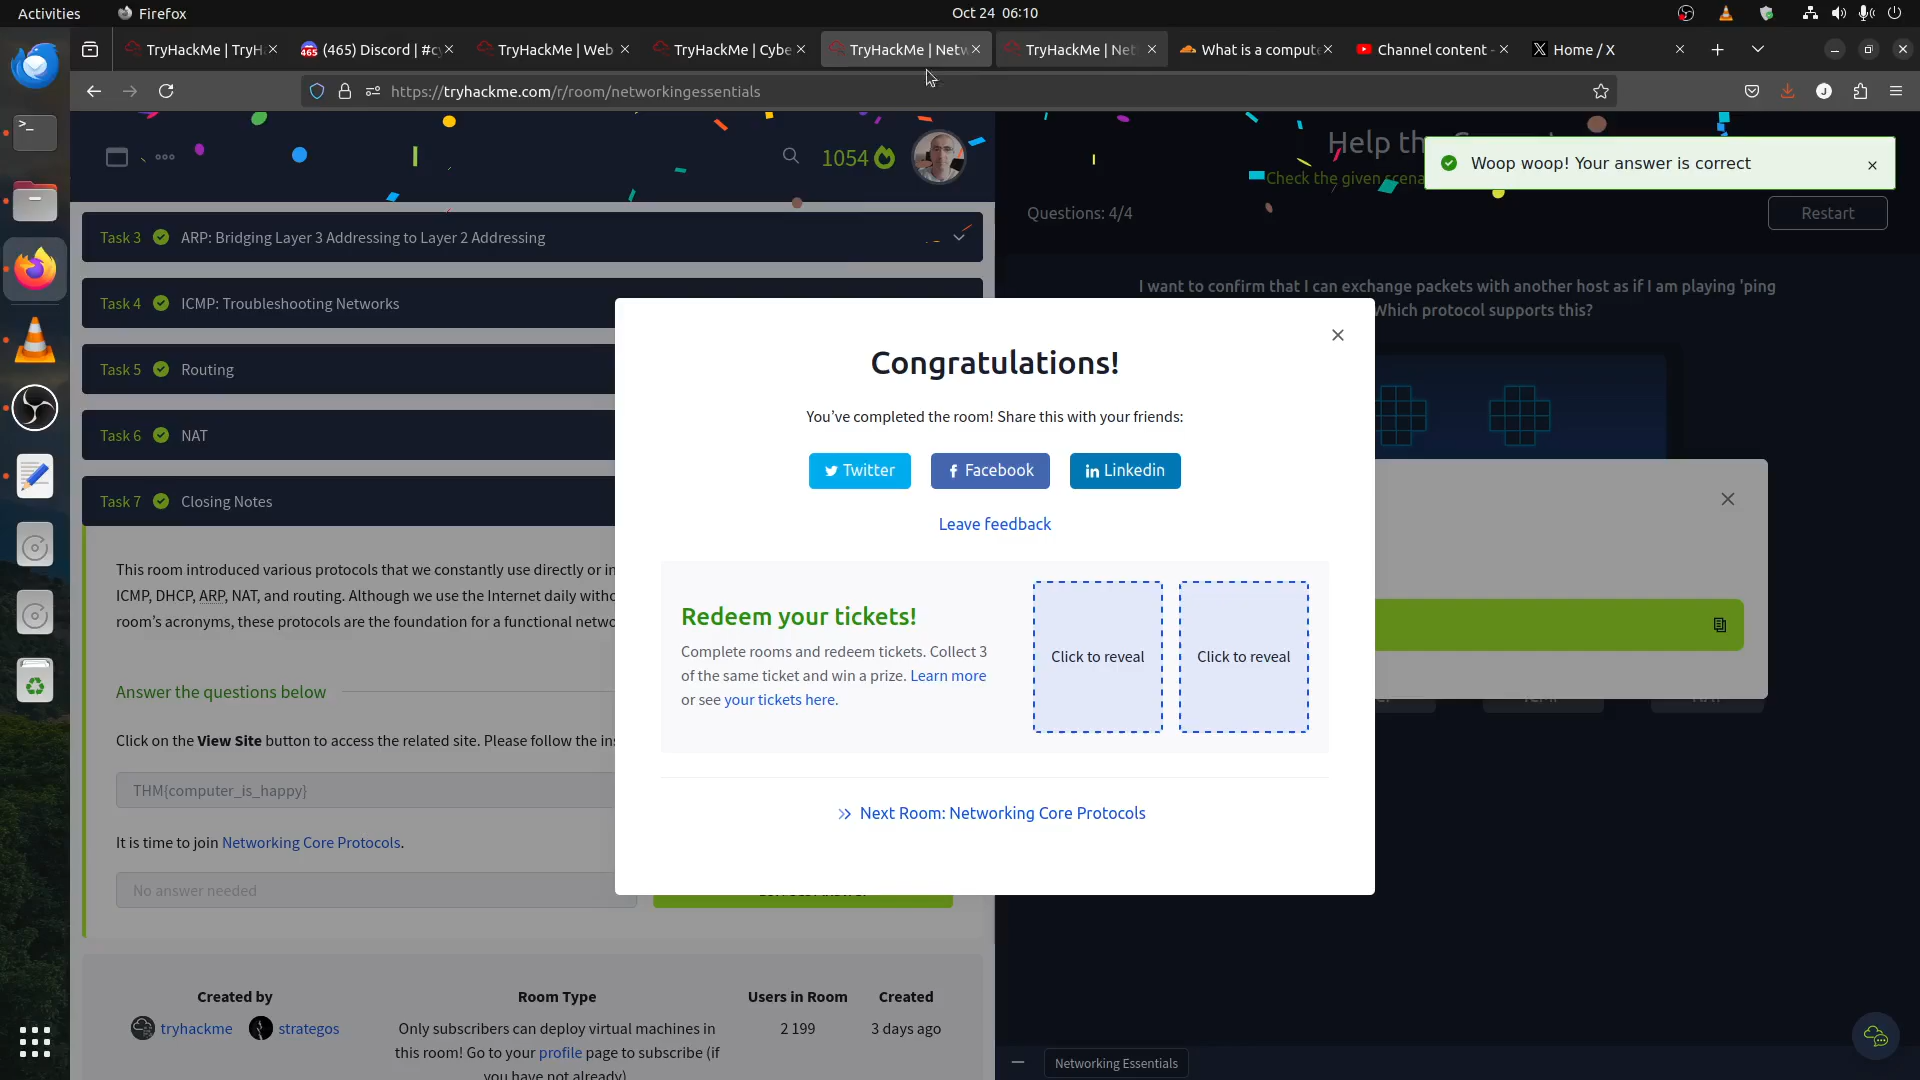 Activities
Firefox
Oct 24 06:10
TryHackMe | TryH
(465) Discord | #cy
TryHackMe | Web
TryHackMe | Cybe
TryHackMe | Netw
TryHackMe | Net
What is a comput
Channel content -
Home / X
https://tryhackme.com/r/room/networkingessentials
1054
Help th
Woop woop! Your answer is correct
Check the given scena
Questions: 4/4
Restart
Task 3
ARP: Bridging Layer 3 Addressing to Layer 2 Addressing
Task 4
ICMP: Troubleshooting Networks
Task 5
Routing
Task 6
NAT
Task 7
Closing Notes
This room introduced various protocols that we constantly use directly or in
ICMP, DHCP, ARP, NAT, and routing. Although we use the Internet daily witho
room's acronyms, these protocols are the foundation for a functional netwo
Answer the questions below
Click on the View Site button to access the related site. Please follow the in
THM{computer_is_happy}
It is time to join Networking Core Protocols.
No answer needed
Created by
Room Type
Users in Room
Created
tryhackme
strategos
Only subscribers can deploy virtual machines in
this room! Go to your profile page to subscribe (if
you have not already)
2 199
3 days ago
Congratulations!
You've completed the room! Share this with your friends:
Twitter
Facebook
Linkedin
Leave feedback
Redeem your tickets!
Complete rooms and redeem tickets. Collect 3
of the same ticket and win a prize. Learn more
or see your tickets here.
Click to reveal
Click to reveal
Next Room: Networking Core Protocols
I want to confirm that I can exchange packets with another host as if I am playing 'ping
Which protocol supports this?
Networking Essentials